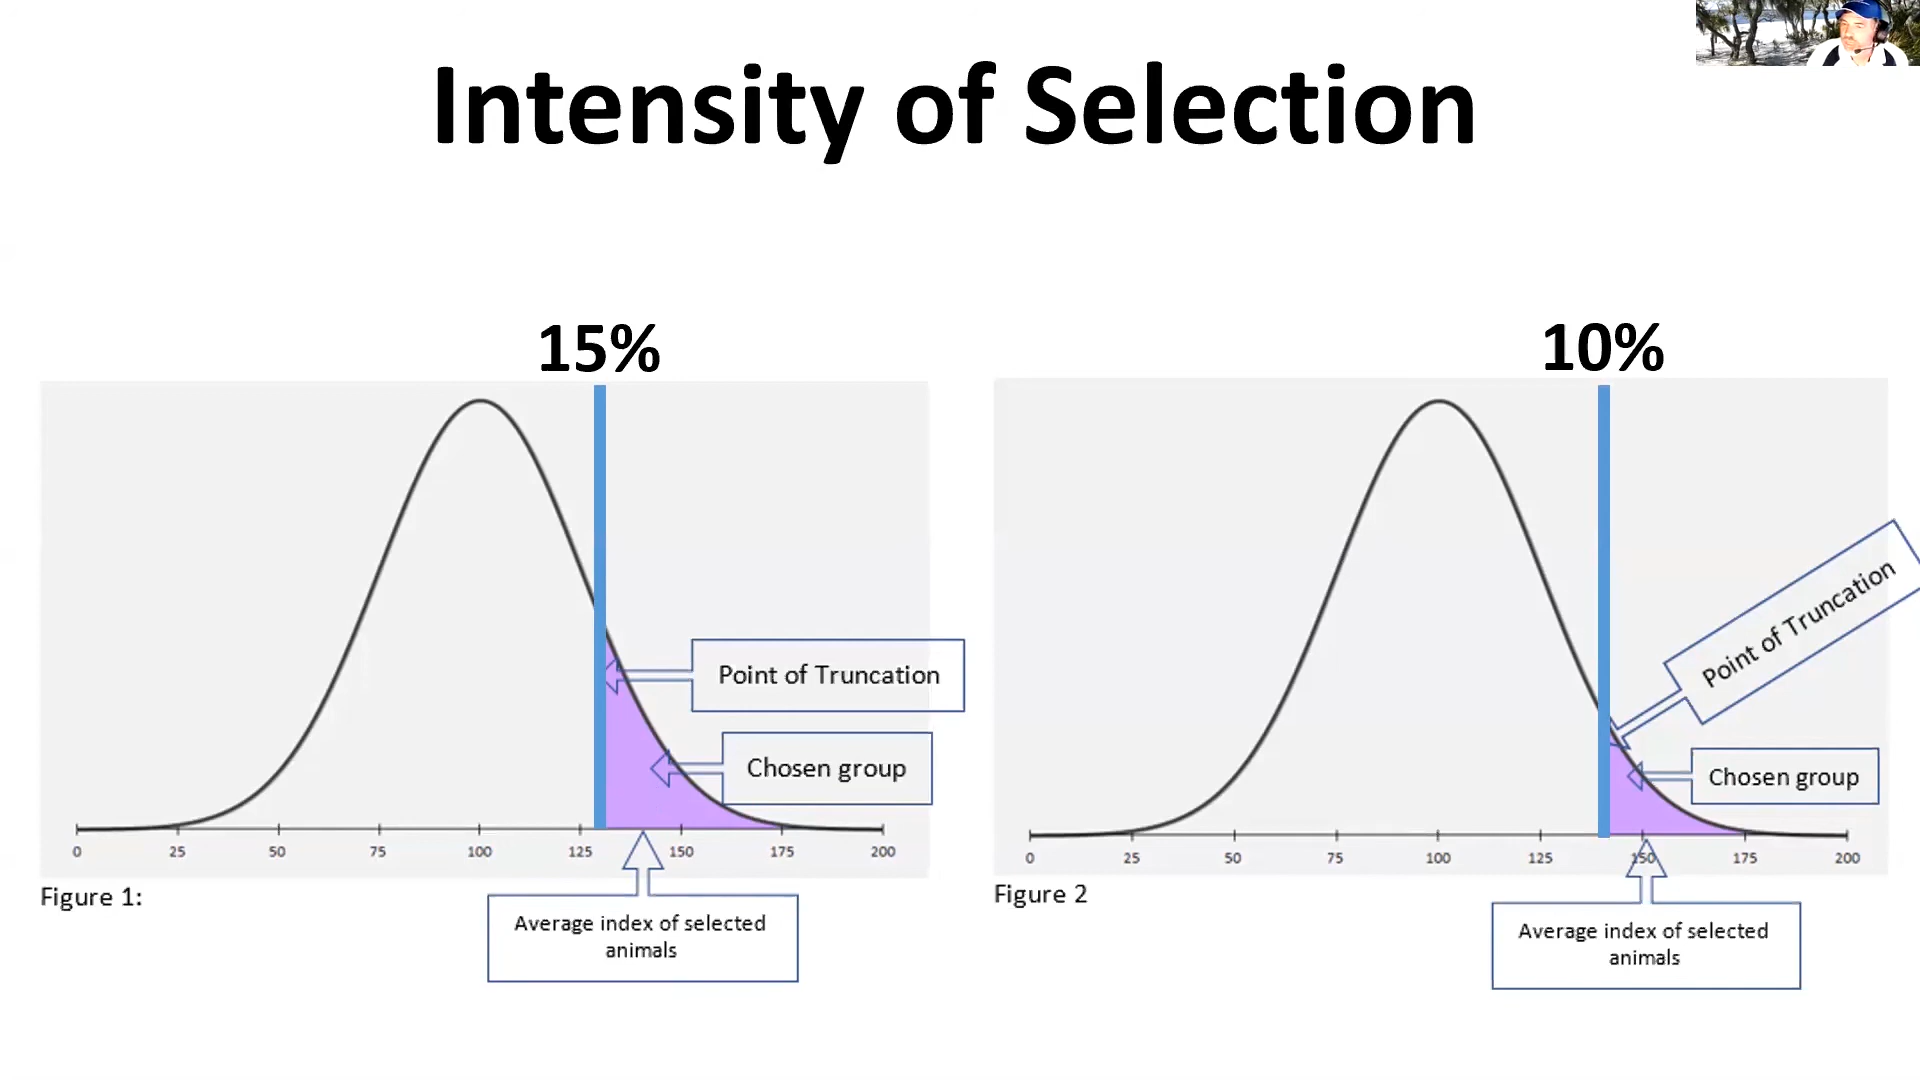 Intensity of Selection
15%
Point of Truncation
Chosen group
0 25 50 75 100 125 150 175 200
Figure 1:
Average index of selected
animals
10%
Point of Truncation
Chosen group
0 25 50 75 100 125 150 175 200
Figure 2
Average index of selected
animals